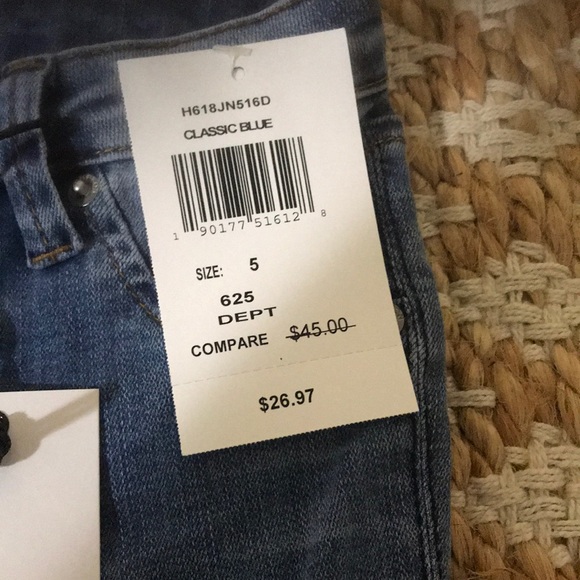 H618JN516D
CLASSIC BLUE
1 90177 51612 8
SIZE: 5
625
DEPT
COMPARE $45.00
$26.97